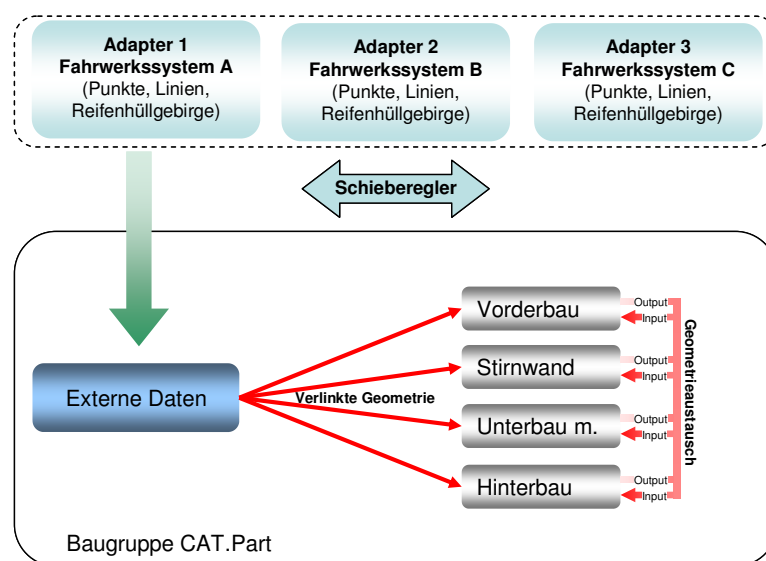 Adapter 1
Fahrwerkssystem A
(Punkte, Linien,
Reifenhüllgebirge)
Adapter 2
Fahrwerkssystem B
(Punkte, Linien,
Reifenhüllgebirge)
Adapter 3
Fahrwerkssystem C
(Punkte, Linien,
Reifenhüllgebirge)
Schieberegler
Externe Daten
Verlinkte Geometrie
Vorderbau
Output
Input
Stirnwand
Output
Input
Unterbau m.
Output
Input
Hinterbau
Output
Input
Geometrieaustausch
Baugruppe CAT.Part